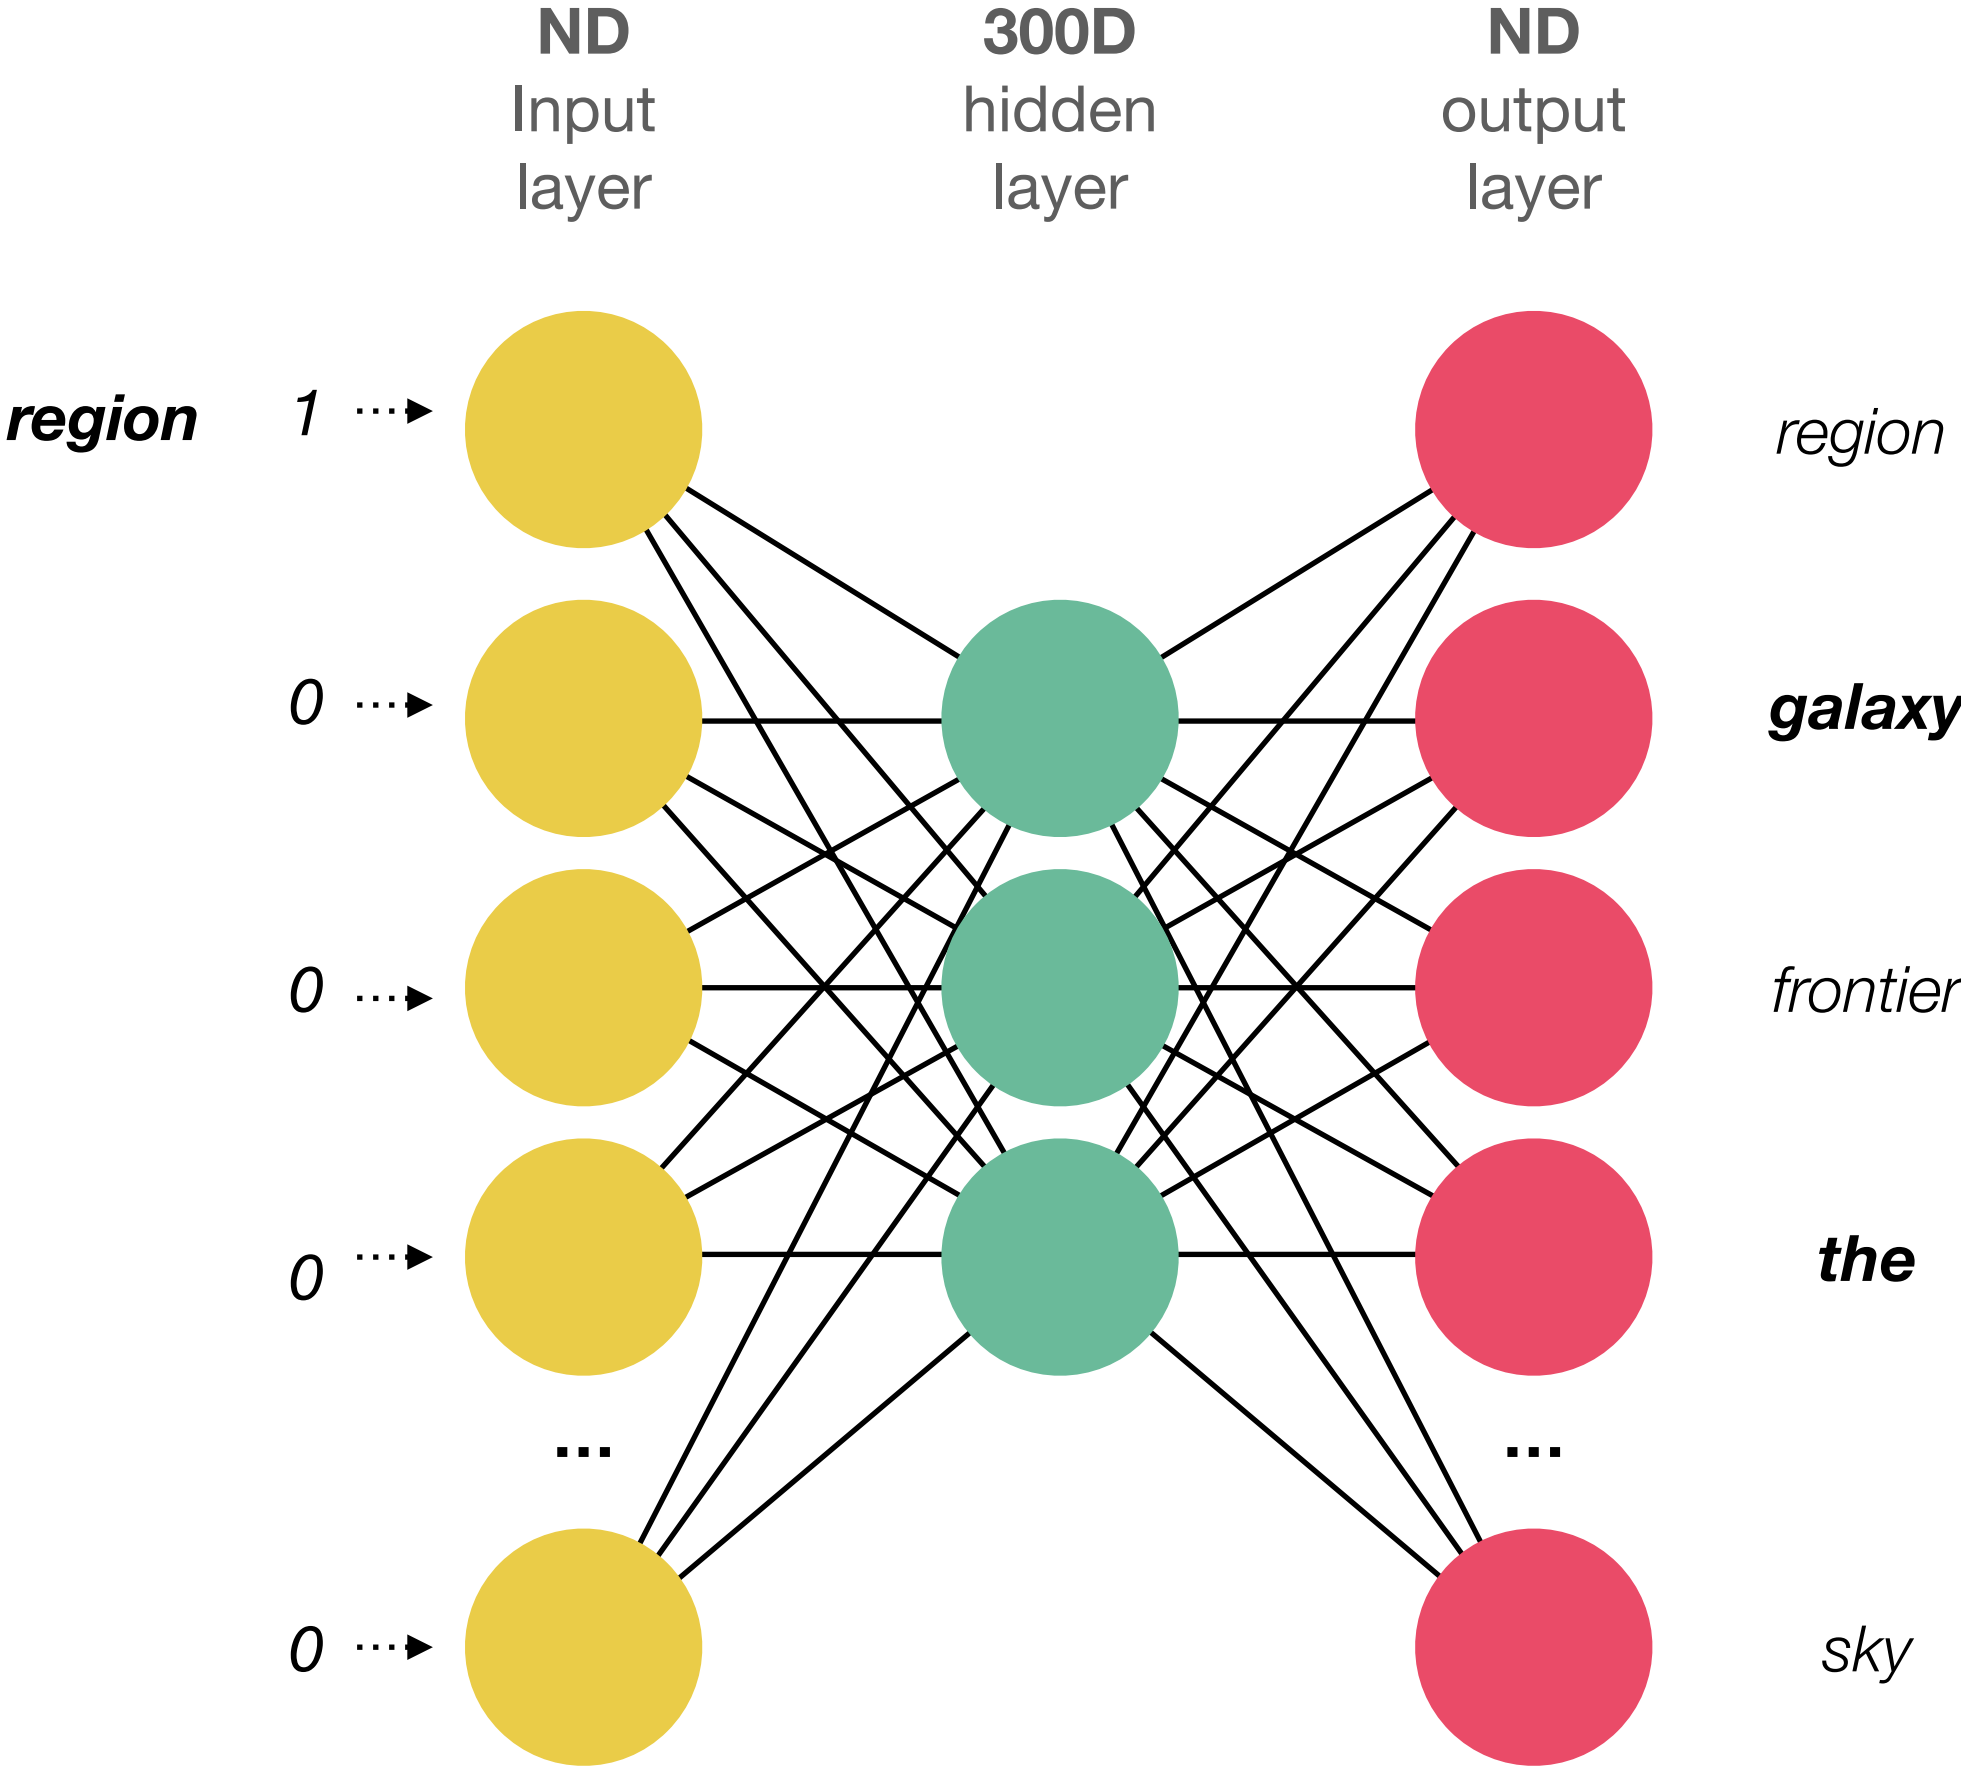 ND 300D ND
Input hidden output
layer layer layer
region 1 region
0 galaxy
0 frontier
0 the
... ...
0 sky